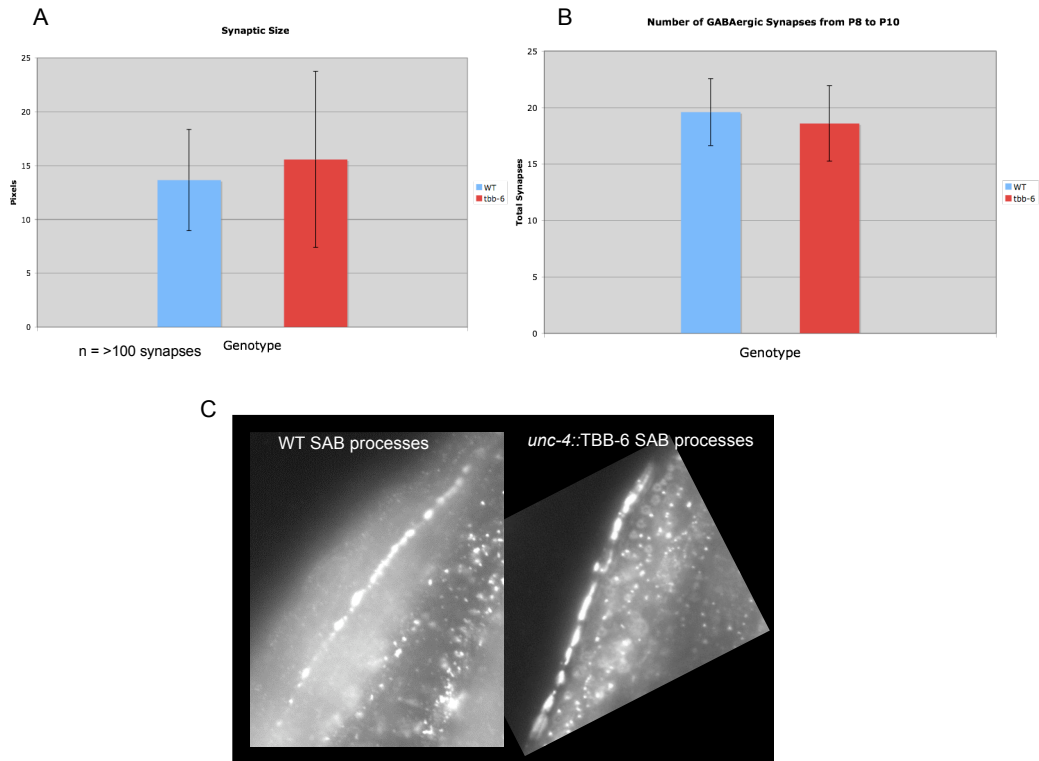 A
Synaptic Size
25
20
15
10
5
0
Pixels
WT
tbb-6
n = >100 synapses
Genotype
B
Number of GABAergic Synapses from P8 to P10
25
20
15
10
5
0
Total Synapses
WT
tbb-6
Genotype
C
WT SAB processes
unc-4::TBB-6 SAB processes